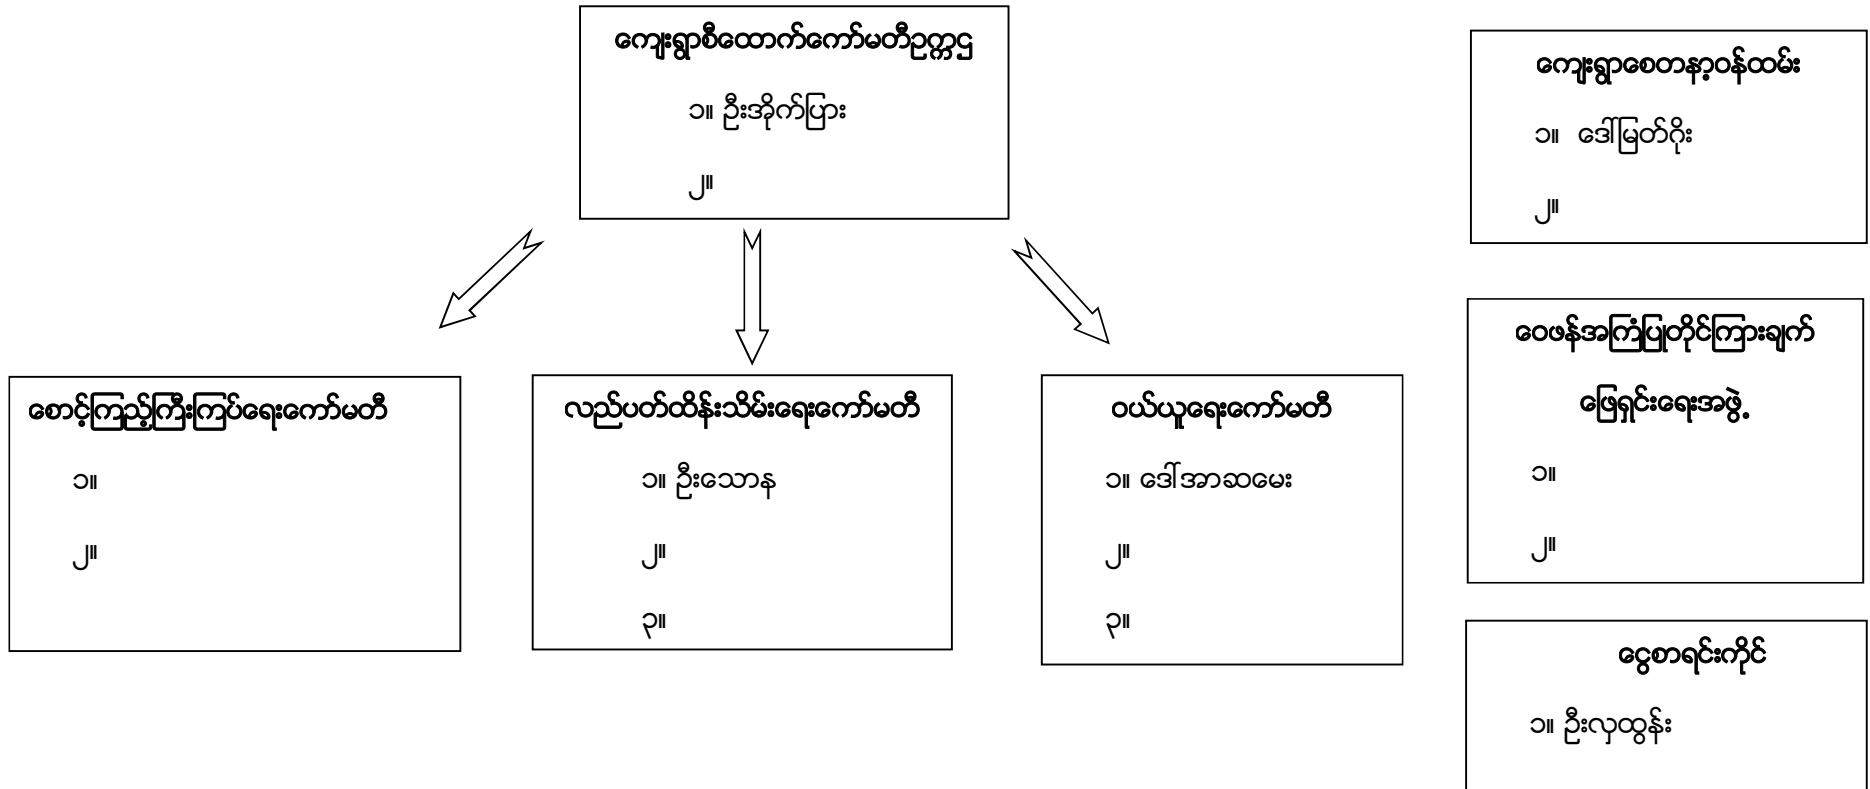 ကျေးရွာစီထောက်ကော်မတီဥက္ကဌ
၁။ ဦးအိုက်ပြား
၂။
ကျေးရွာစေတနာ့ဝန်ထမ်း
၁။ ဒေါ်မြတ်ဂိုး
၂။
စောင့်ကြည့်ကြီးကြပ်ရေးကော်မတီ
၁။
၂။
လည်ပတ်ထိန်းသိမ်းရေးကော်မတီ
၁။ ဦးသောန
၂။
၃။
ဝယ်ယူရေးကော်မတီ
၁။ ဒေါ်အာဆမေး
၂။
၃။
ဝေဖန်အကြံပြုတိုင်ကြားချက်
ဖြေရှင်းရေးအဖွဲ့
၁။
၂။
ငွေစာရင်းကိုင်
၁။ ဦးလှထွန်း